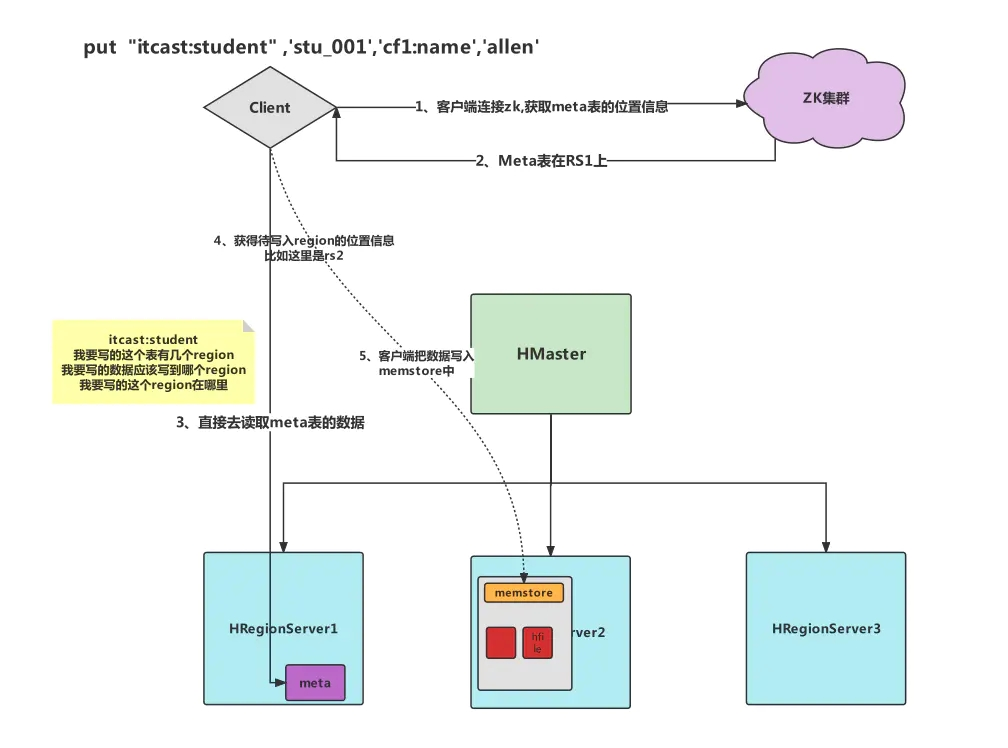 put "itcast:student" ,'stu_001','cf1:name','allen'
Client
1、客户端连接zk,获取meta表的位置信息
ZK集群
2、Meta表在RS1上
4、获得待写入region的位置信息
比如这里是rs2
itcast:student
我要写的这个表有几个region
我要写的数据应该写到哪个region
我要写的这个region在哪里
5、客户端把数据写入
memstore中
HMaster
3、直接去读取meta表的数据
HRegionServer1
meta
memstore
hfi
le
rver2
HRegionServer3